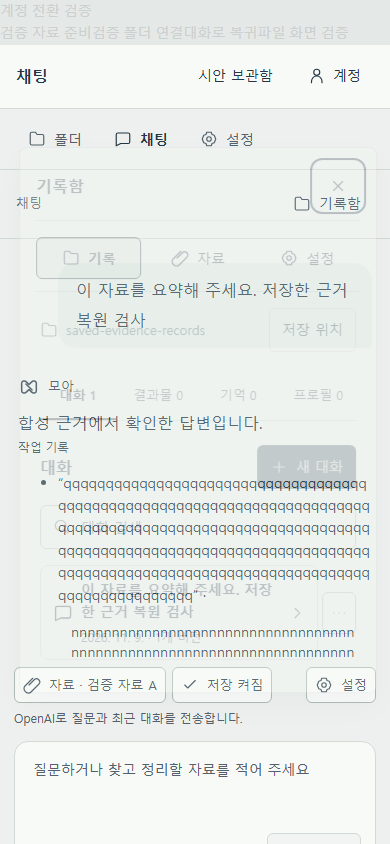 계정 전환 검증
검증 자료 준비검증 폴더 연결대화로 복귀파일 화면 검증
채팅
시안 보관함
계정
폴더
채팅
설정
기록함
채팅
기록함
기록
자료
설정
이 자료를 요약해 주세요. 저장한 근거
복원 검사
saved-evidence-records
저장 위치
모아
대화 1
결과물 0
기억 0
프로필 0
합성 근거에서 확인한 답변입니다.
작업 기록
대화
+ 새 대화
이 자료를 요약해 주세요. 저장
한 근거 복원 검사
자료 · 검증 자료 A
저장 켜짐
설정
OpenAI로 질문과 최근 대화를 전송합니다.
질문하거나 찾고 정리할 자료를 적어 주세요